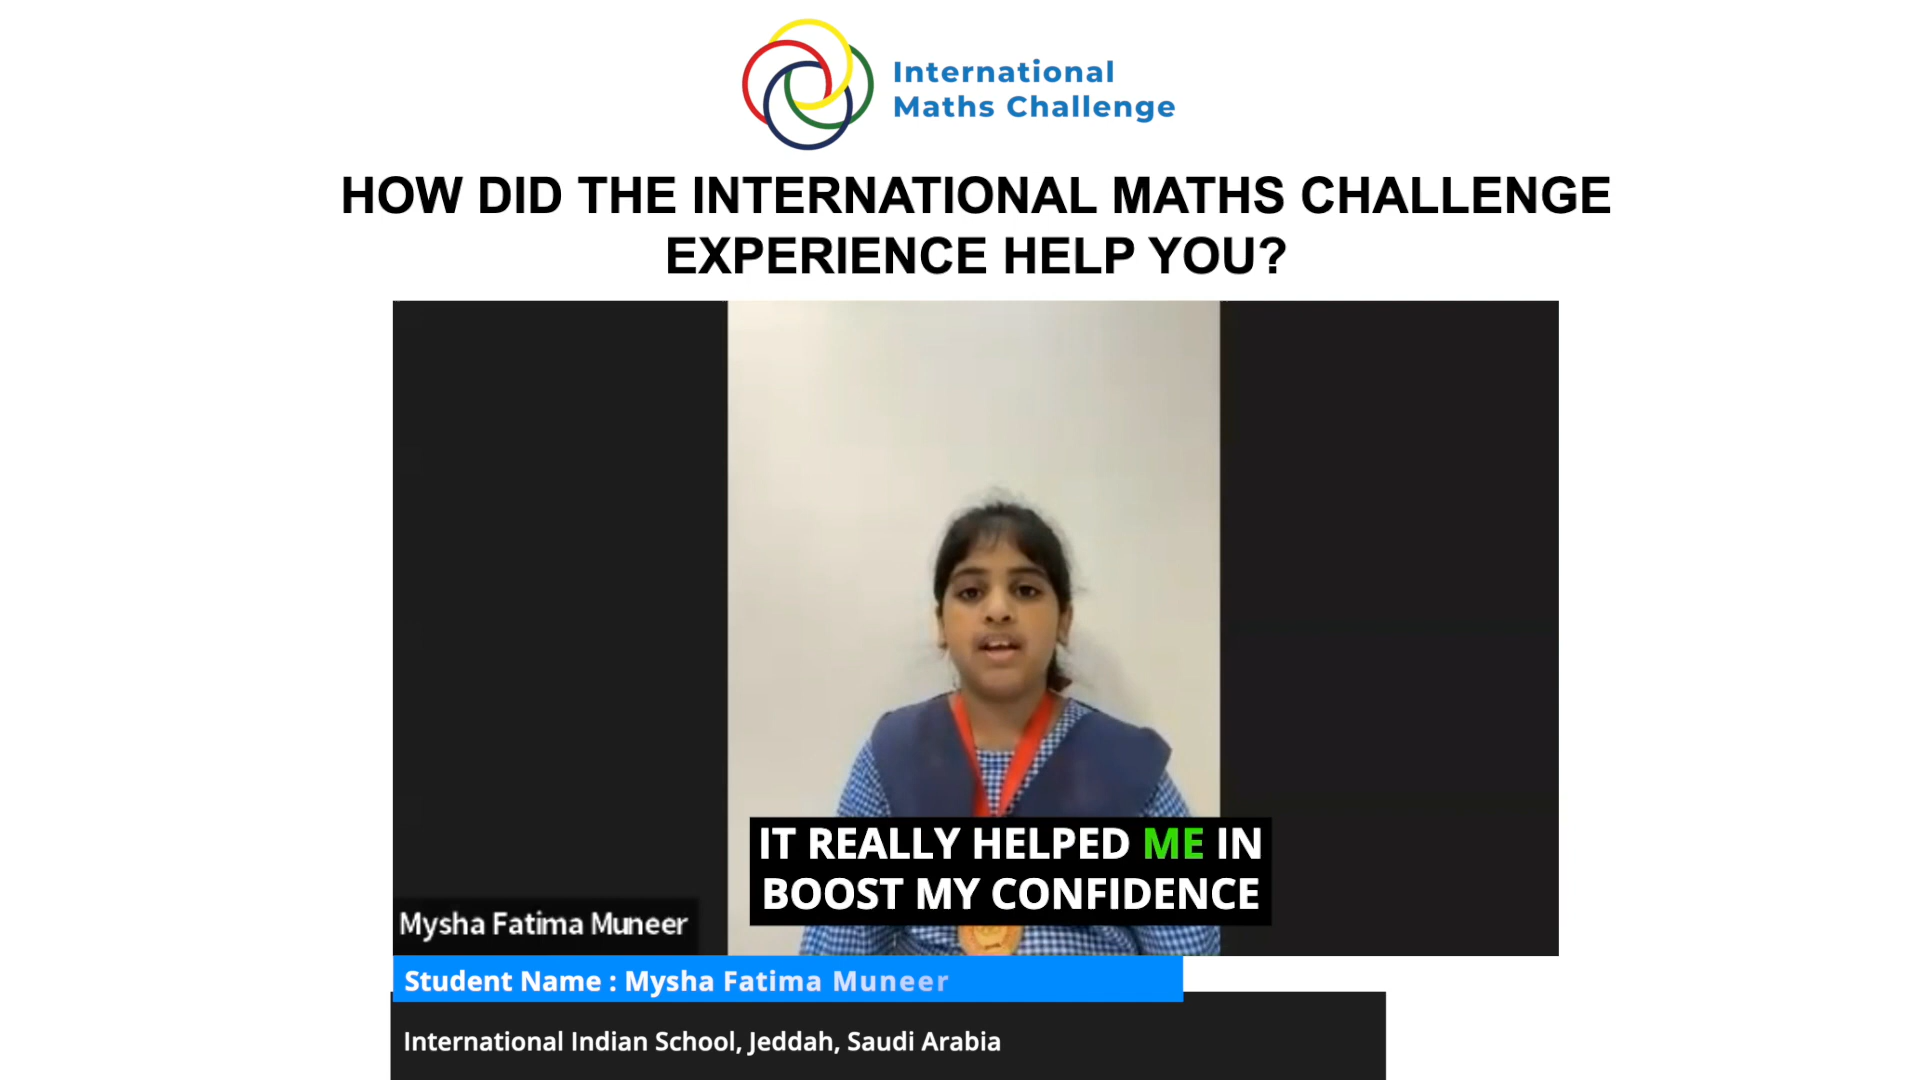 International
Maths Challenge
HOW DID THE INTERNATIONAL MATHS CHALLENGE
EXPERIENCE HELP YOU?
IT REALLY HELPED ME IN
BOOST MY CONFIDENCE
Mysha Fatima Muneer
Student Name : Mysha Fatima Muneer
International Indian School, Jeddah, Saudi Arabia